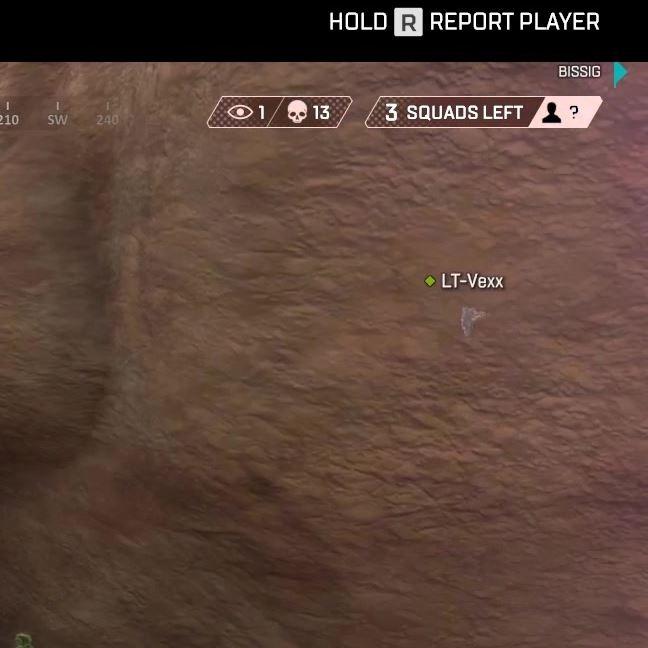 HOLD R REPORT PLAYER
BISSIG
210 SW 240
1 13 3 SQUADS LEFT ?
LT-Vexx